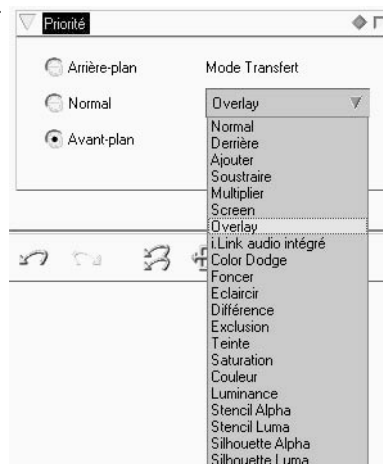 Priorité
Arrière-plan
Mode Transfert
Normal
Overlay
Avant-plan
Normal
Derrière
Ajouter
Soustraire
Multiplier
Screen
Overlay
i.Link audio intégré
Color Dodge
Foncer
Eclaircir
Différence
Exclusion
Teinte
Saturation
Couleur
Luminance
Stencil Alpha
Stencil Luma
Silhouette Alpha
Silhouette Luma